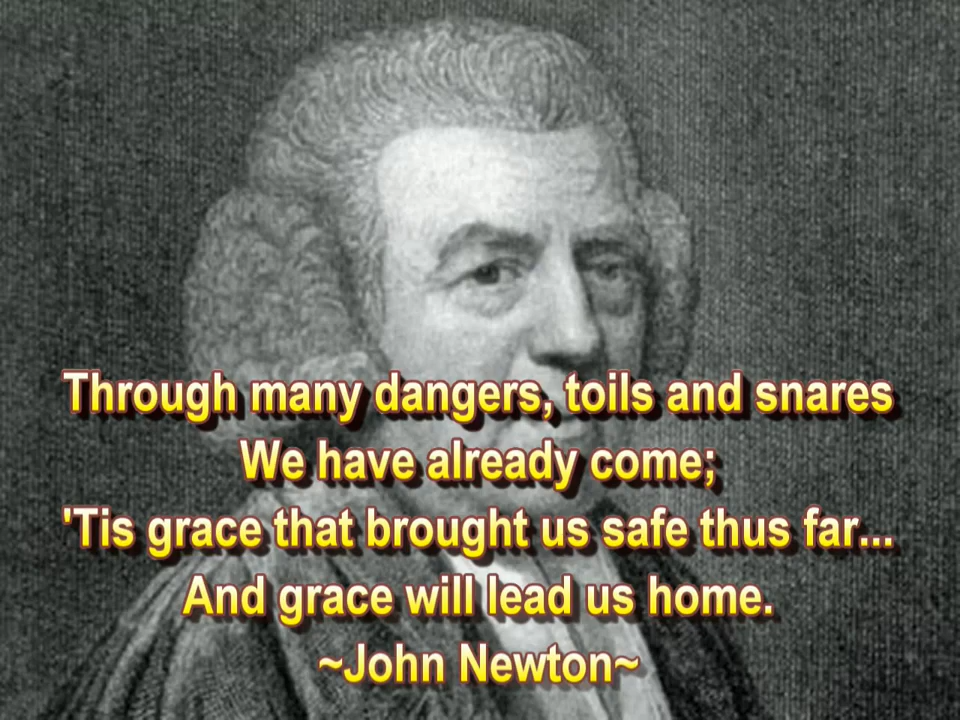 Through many dangers, toils and snares
We have already come;
'Tis grace that brought us safe thus far...
And grace will lead us home.
~John Newton~